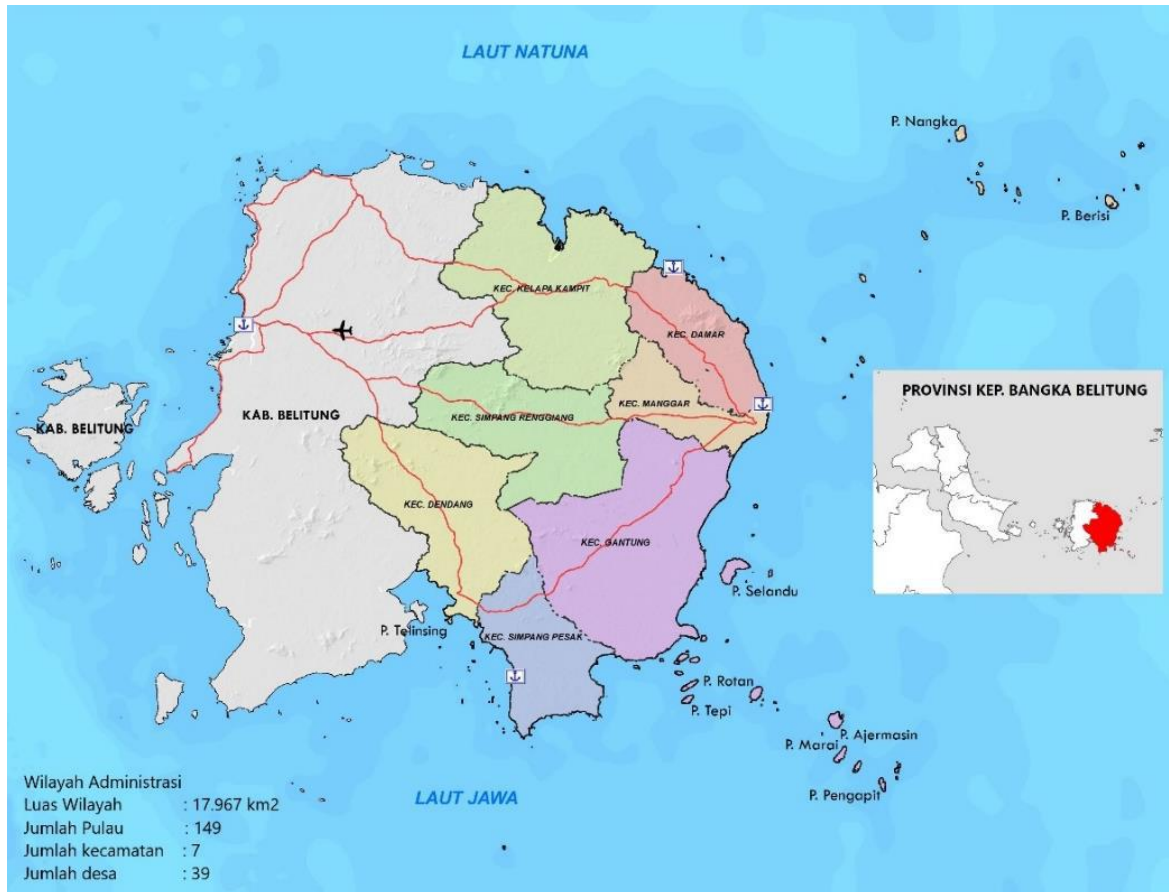 LAUT NATUNA
P. Nangka
P. Berisi
KEC. KELAPA KAMPIT
KEC. DAMAR
PROVINSI KEP. BANGKA BELITUNG
KEC. MANGGAR
KAB. BELITUNG
KEC. SIMPANG RENGGIANG
KAB. BELITUNG
KEC. DENDANG
KEC. GANTUNG
P. Selandu
P. Telinsing
KEC. SIMPANG PESAK
P. Rotan
P. Tepi
P. Ajermasin
P. Marai
P. Pengapit
LAUT JAWA
Wilayah Administrasi
Luas Wilayah : 17.967 km2
Jumlah Pulau : 149
Jumlah kecamatan : 7
Jumlah desa : 39